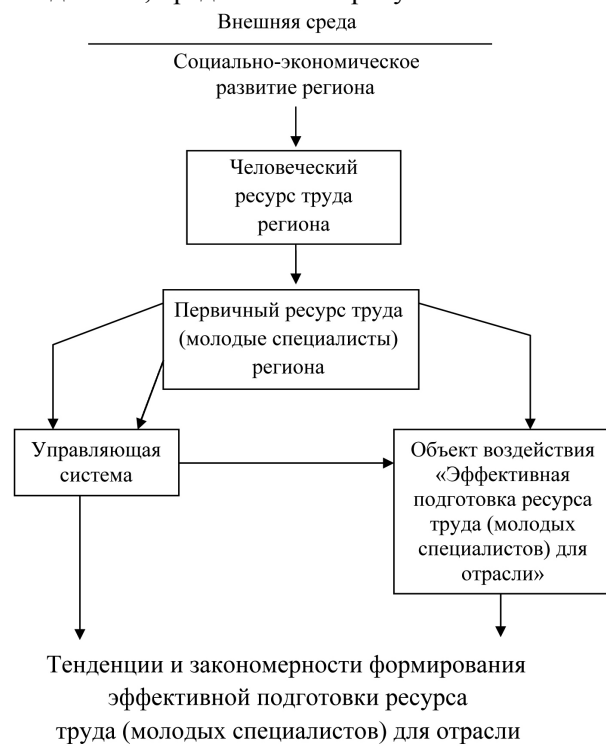 Внешняя среда
Социально-экономическое
развитие региона
Человеческий
ресурс труда
региона
Первичный ресурс труда
(молодые специалисты)
региона
Управляющая
система
Объект воздействия
«Эффективная
подготовка ресурса
труда (молодых
специалистов) для
отрасли»
Тенденции и закономерности формирования
эффективной подготовки ресурса
труда (молодых специалистов) для отрасли